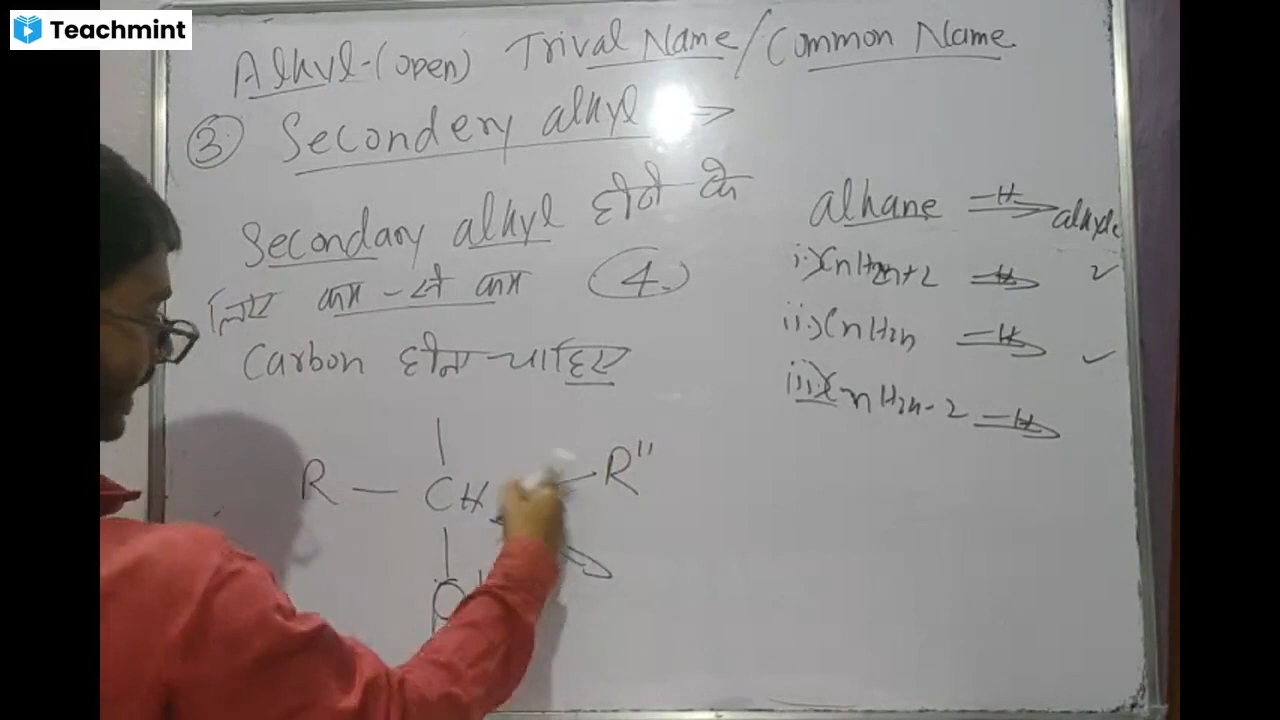 Teachmint
Alkyl-(open) Trival Name/Common Name
3. Secondery alkyl →
Secondary alkyl होने के
लिए कम-से कम 4.
Carbon होना चाहिए
R — CH — R"
alkane -H→ alkyl
i.) CnH2n+2 -H→ ✓
ii.) CnH2n -H→ ✓
iii.) CnH2n-2 -H→